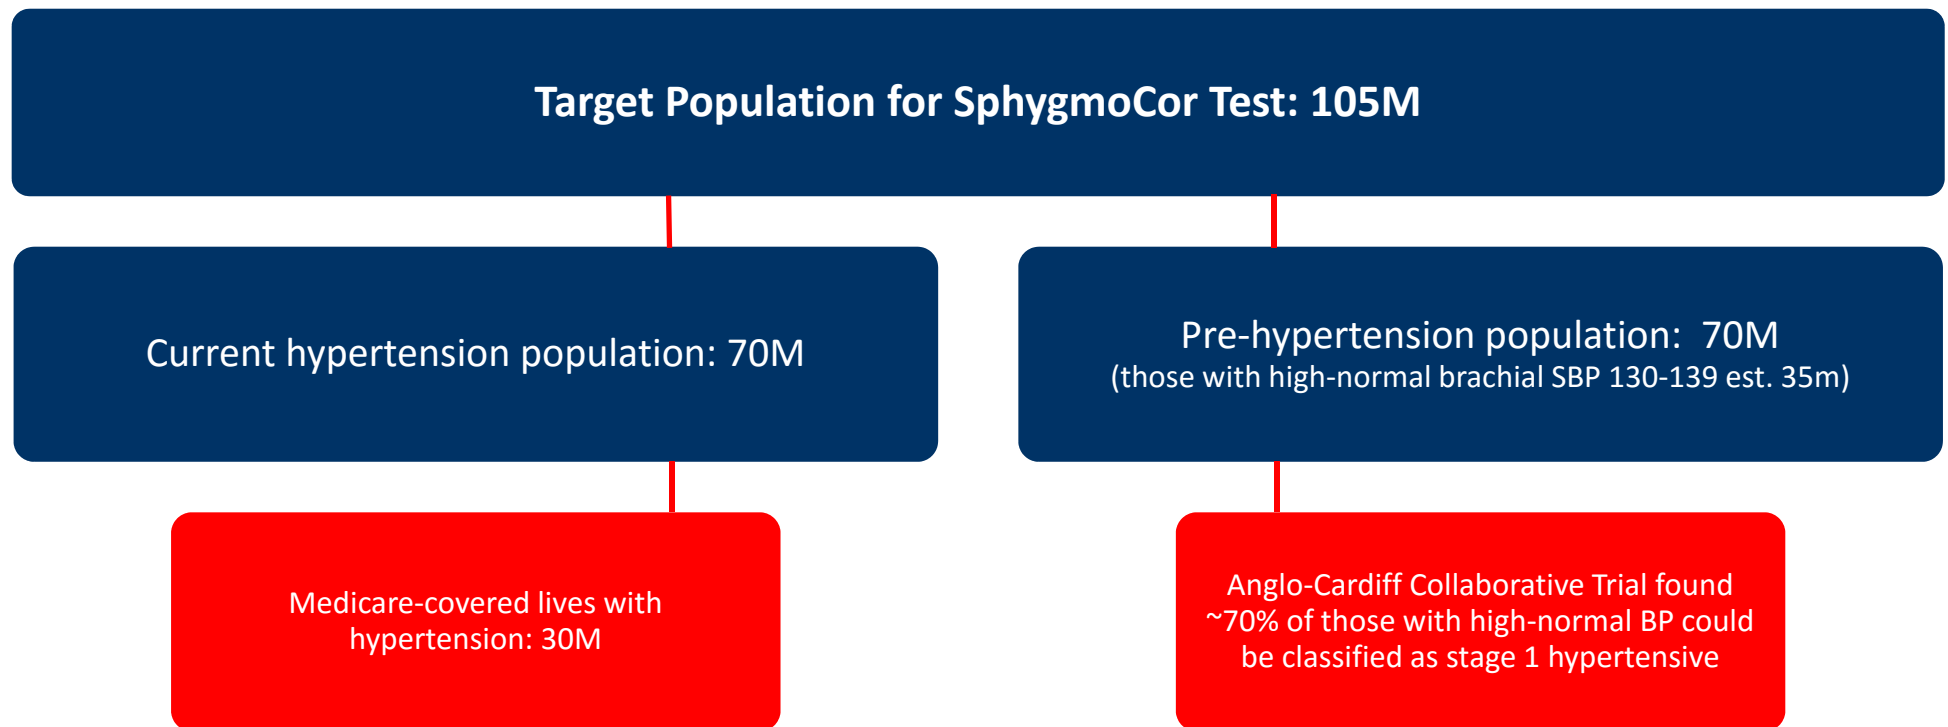 Target Population for SphygmoCor Test: 105M
Current hypertension population: 70M
Pre-hypertension population:  70M
(those with high-normal brachial SBP 130-139 est. 35m)
Medicare-covered lives with
hypertension: 30M
Anglo-Cardiff Collaborative Trial found
~70% of those with high-normal BP could
be classified as stage 1 hypertensive